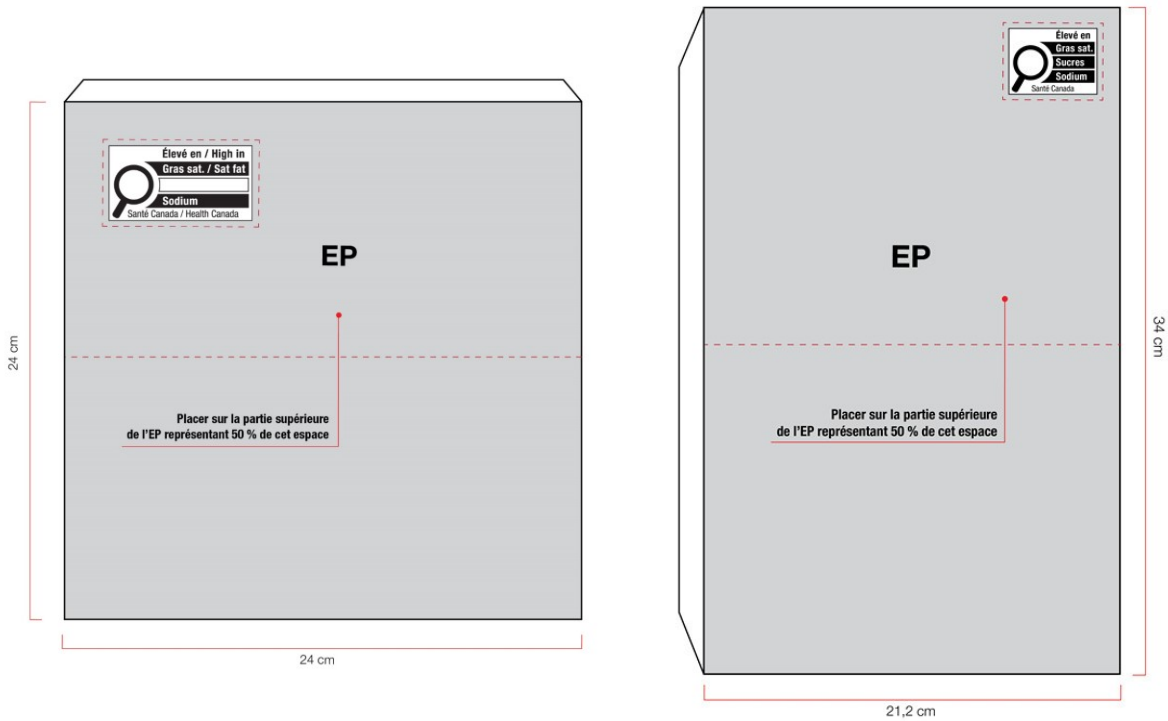 Élevé en / High in
Gras sat. / Sat fat
Sodium
Santé Canada / Health Canada
EP
24 cm
Placer sur la partie supérieure
de l'EP représentant 50 % de cet espace
24 cm
Élevé en
Gras sat.
Sucres
Sodium
Santé Canada
EP
34 cm
Placer sur la partie supérieure
de l'EP représentant 50 % de cet espace
21,2 cm